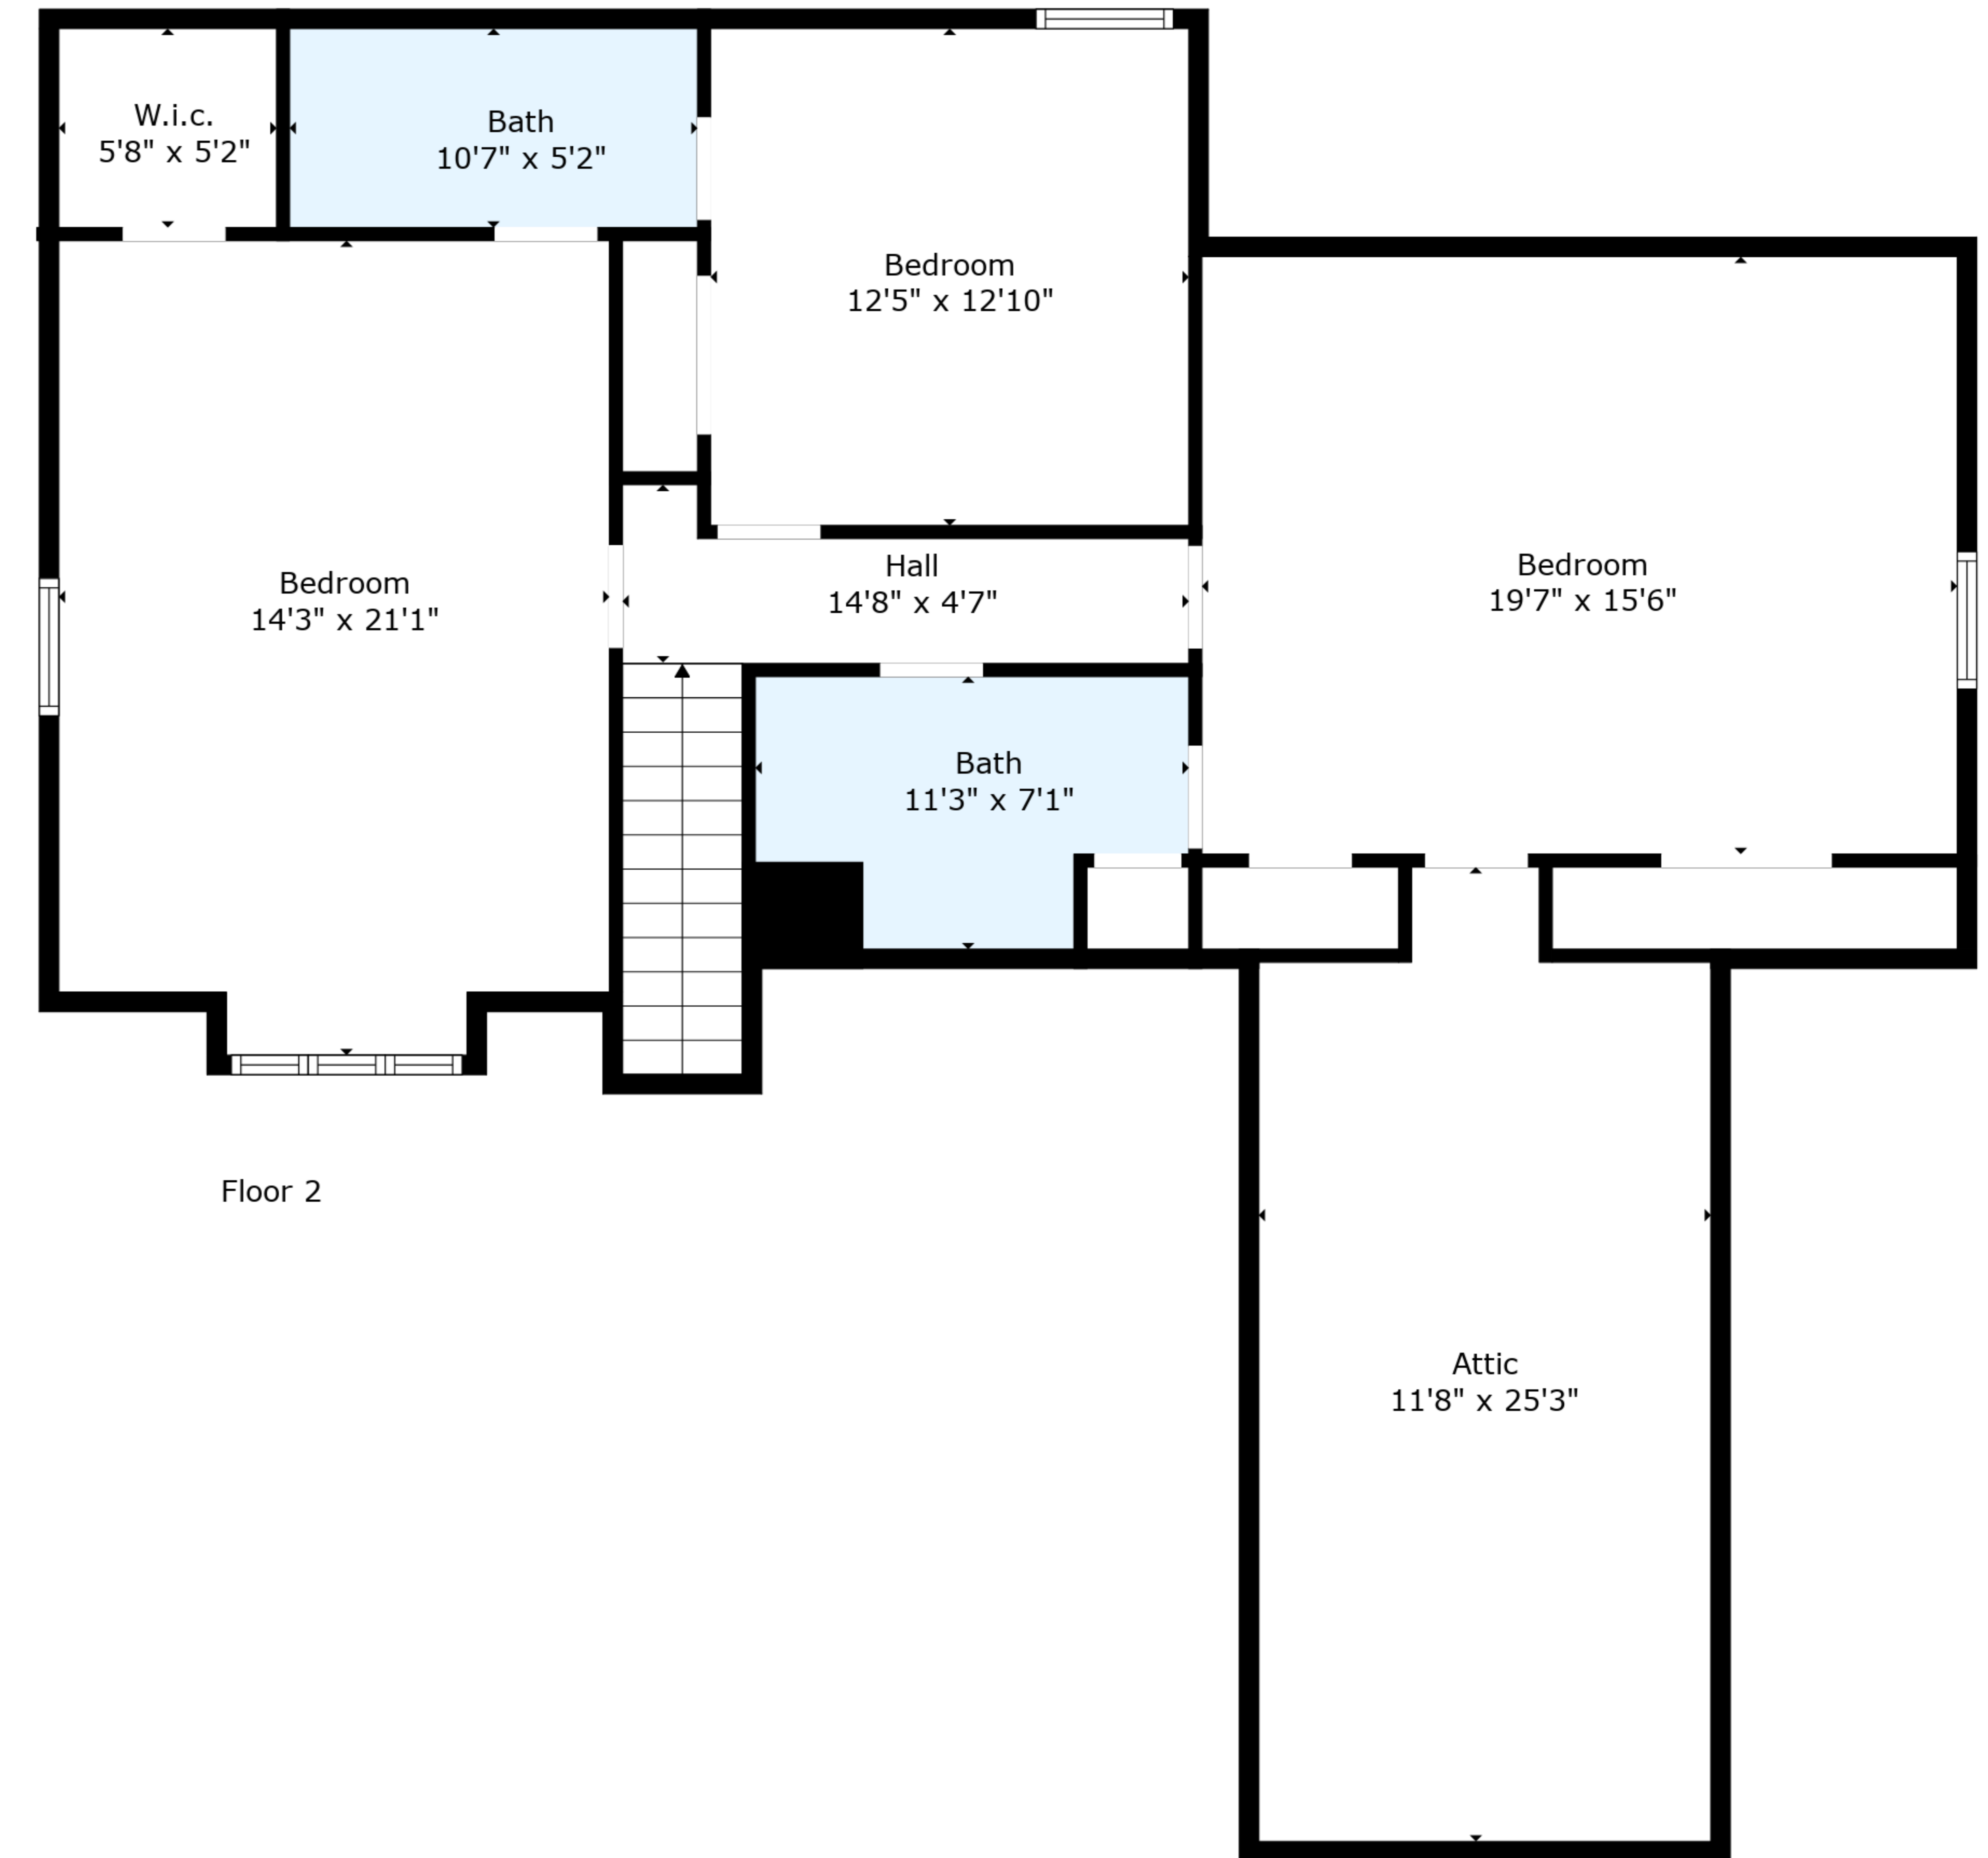 W.i.c.
5'8" x 5'2"
Bath
10'7" x 5'2"
Bedroom
12'5" x 12'10"
Bedroom
14'3" x 21'1"
Hall
14'8" x 4'7"
Bedroom
19'7" x 15'6"
Bath
11'3" x 7'1"
Floor 2
Attic
11'8" x 25'3"